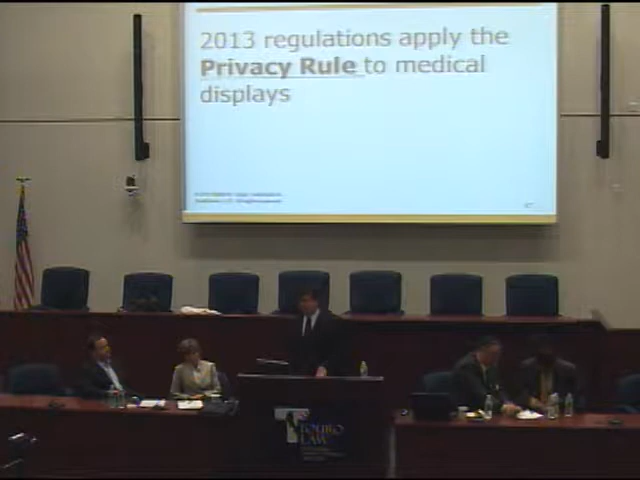 2013 regulations apply the
Privacy Rule to medical
displays
TOURO
LAW